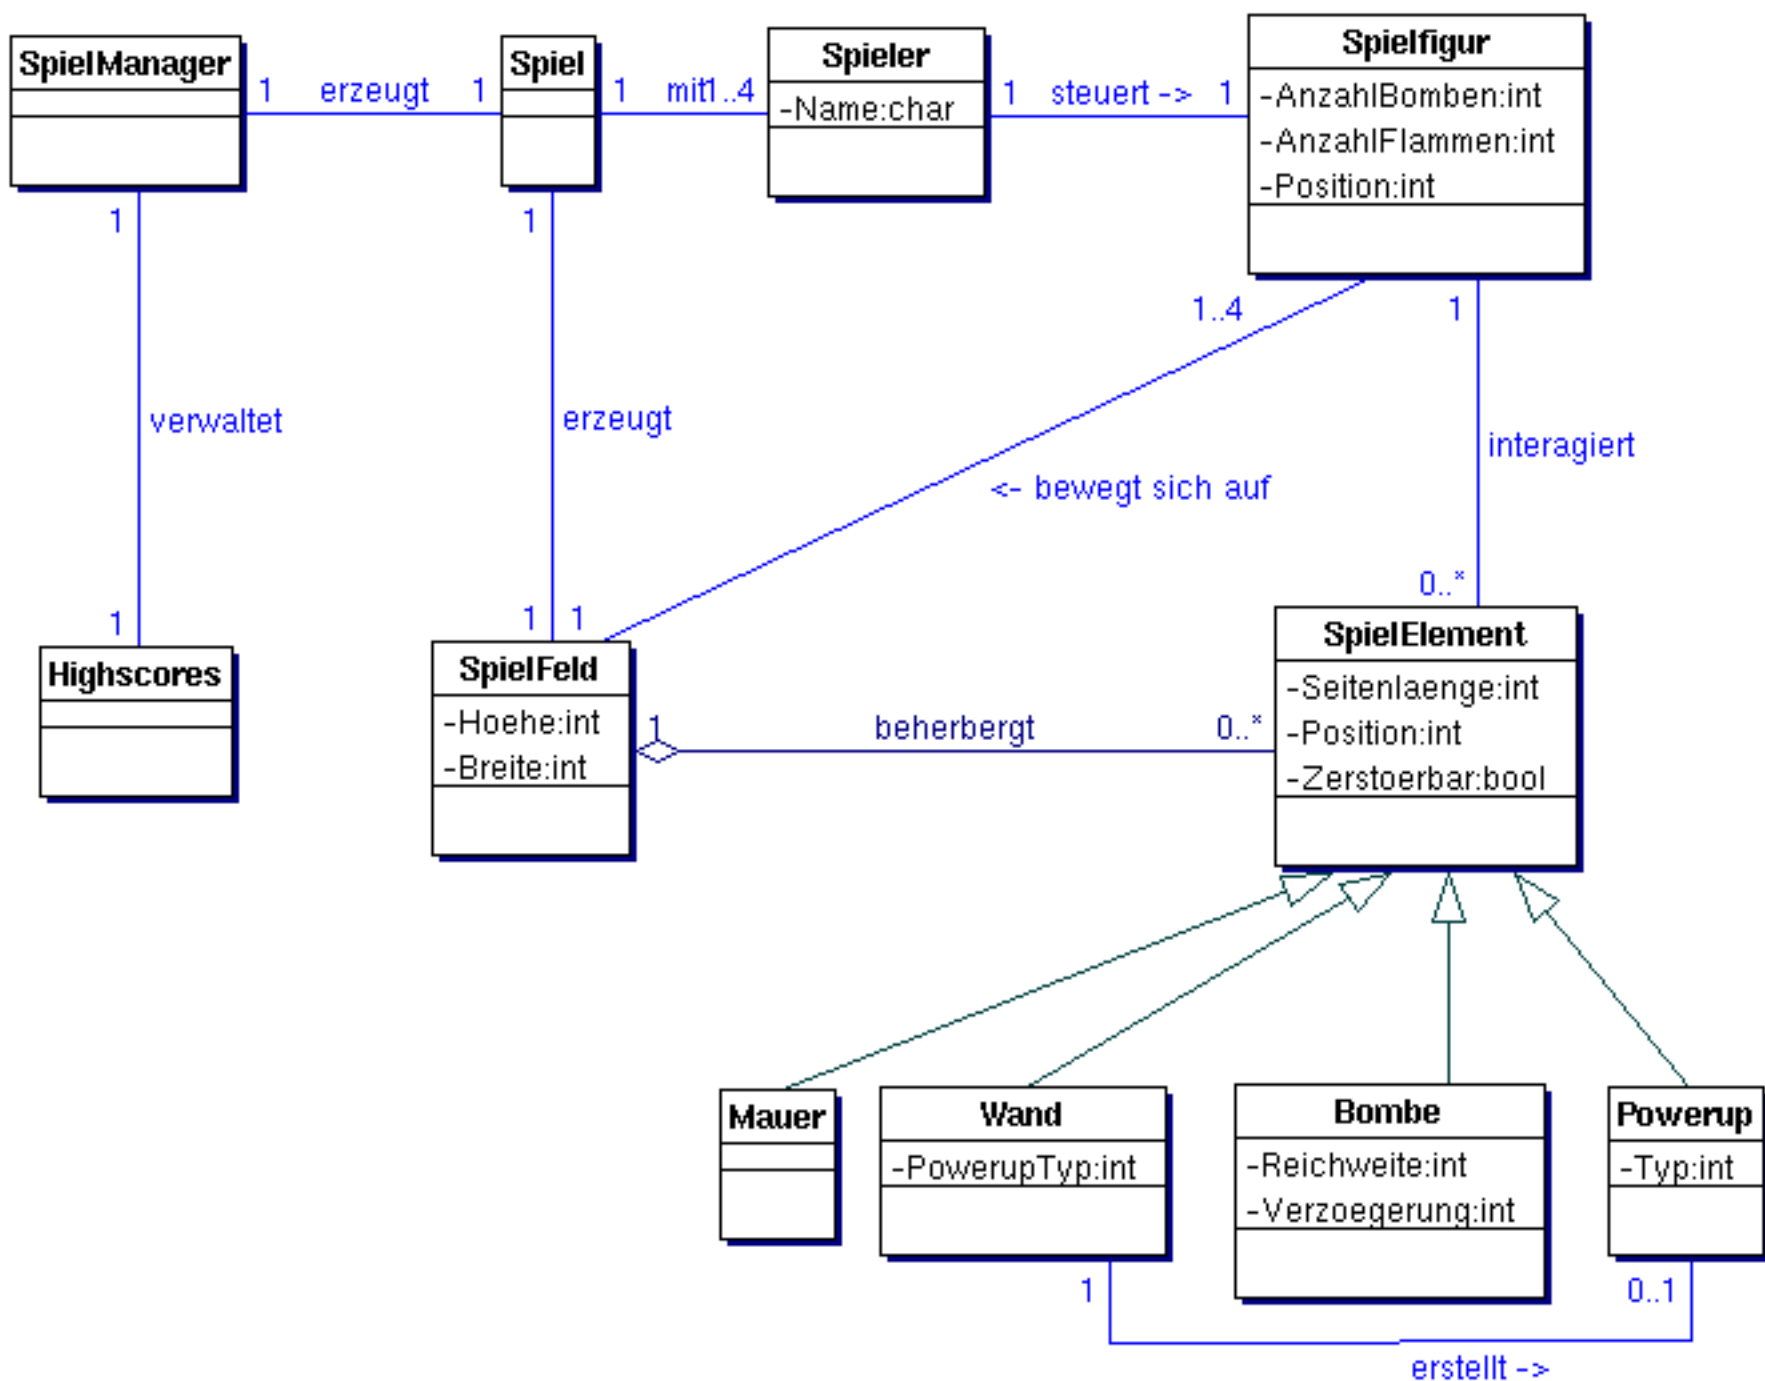 SpielManager
1 erzeugt 1
Spiel
1 mit1..4
Spieler
-Name:char
1 steuert -> 1
Spielfigur
-AnzahlBomben:int
-AnzahlFlammen:int
-Position:int
1
1
1..4
1
verwaltet
erzeugt
<- bewegt sich auf
interagiert
1
1
1
0..*
Highscores
SpielFeld
-Hoehe:int
-Breite:int
1 beherbergt 0..*
SpielElement
-Seitenlaenge:int
-Position:int
-Zerstoerbar:bool
Mauer
Wand
-PowerupTyp:int
Bombe
-Reichweite:int
-Verzoegerung:int
Powerup
-Typ:int
1
0..1
erstellt ->